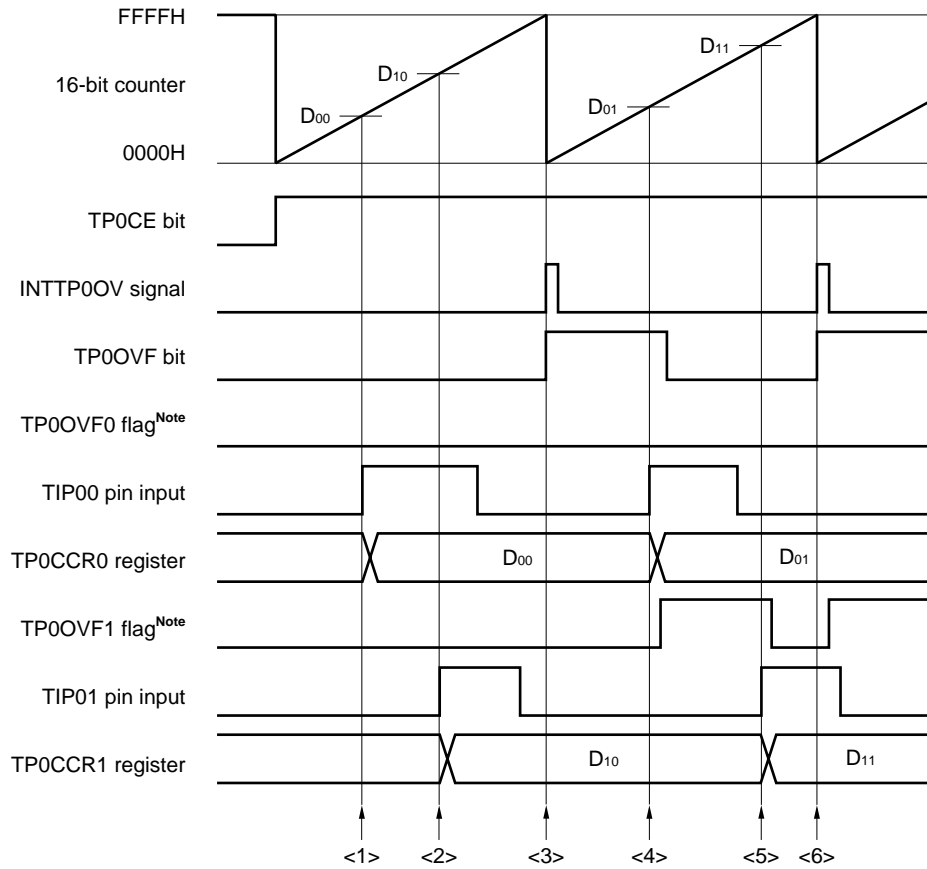 FFFFH
D11
D10
16-bit counter
D00
D01
0000H
TP0CE bit
INTTP0OV signal
TP0OVF bit
TP0OVF0 flagNote
TIP00 pin input
TP0CCR0 register
D00
D01
TP0OVF1 flagNote
TIP01 pin input
TP0CCR1 register
D10
D11
<1> <2> <3> <4> <5> <6>